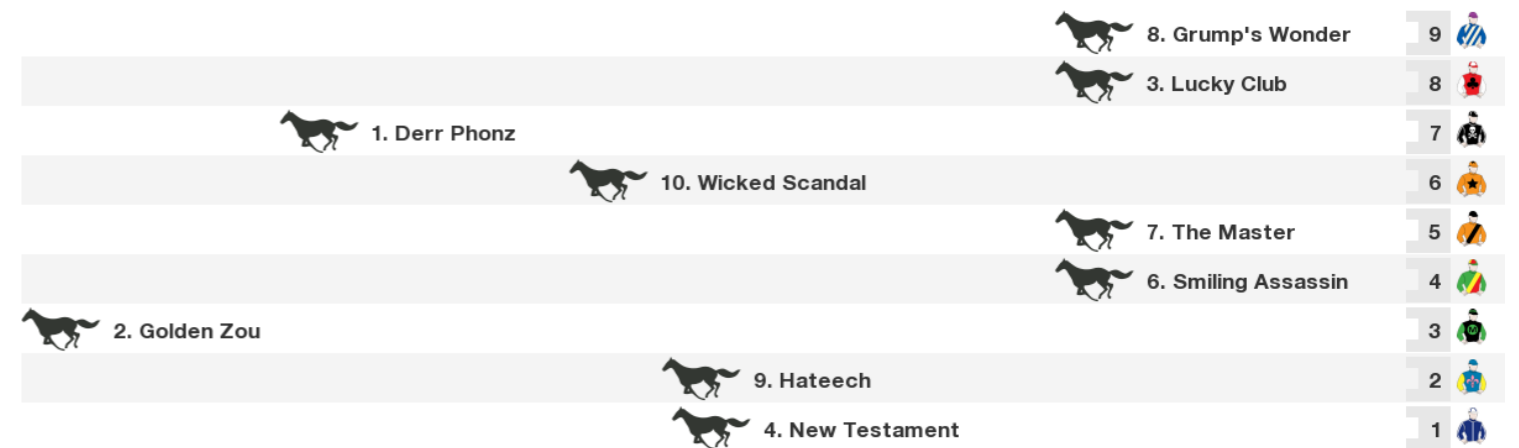 8. Grump's Wonder 9
3. Lucky Club 8
1. Derr Phonz 7
10. Wicked Scandal 6
7. The Master 5
6. Smiling Assassin 4
2. Golden Zou 3
9. Hateech 2
4. New Testament 1